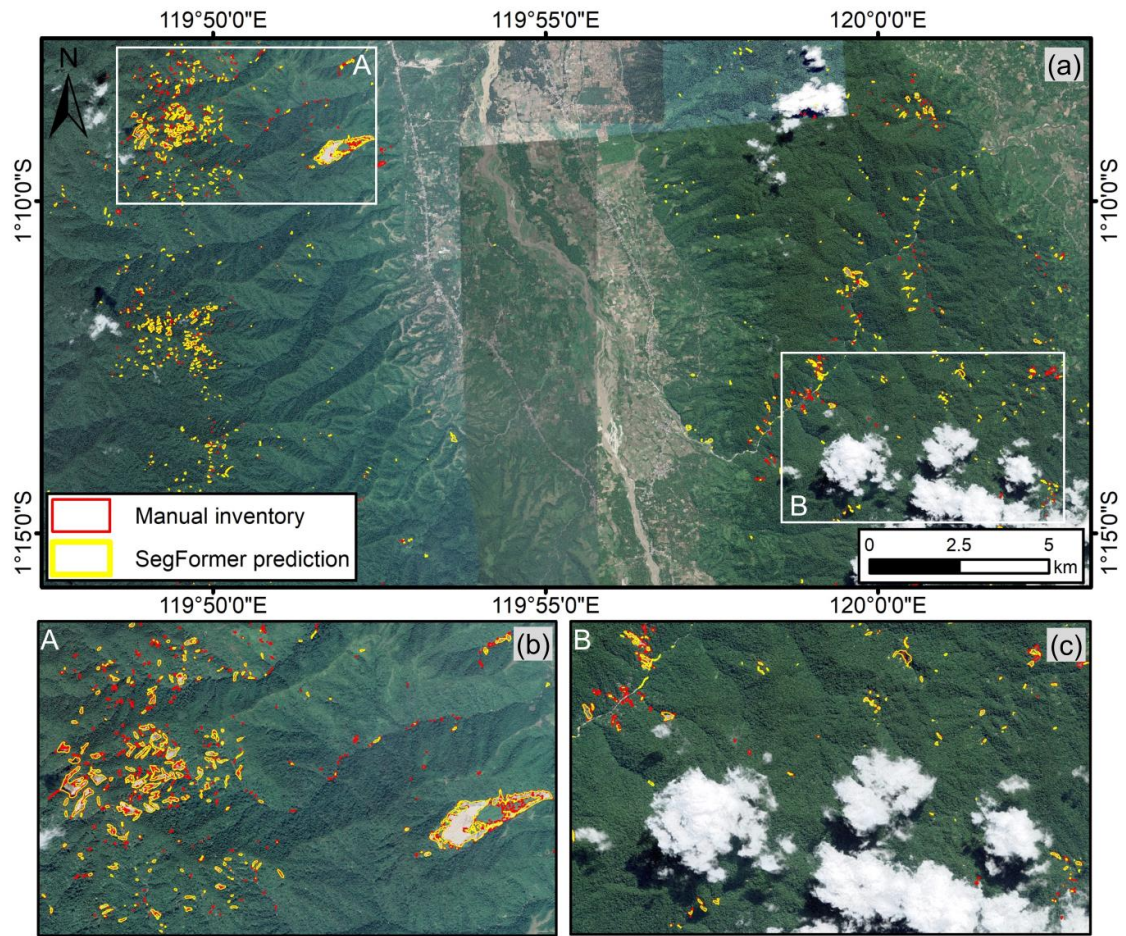 119°50'0"E 119°55'0"E 120°0'0"E
N
A
(a)
1°10'0"S
1°10'0"S
Manual inventory
SegFormer prediction
B
1°15'0"S
1°15'0"S
0 2.5 5
km
119°50'0"E 119°55'0"E 120°0'0"E
A
(b)
B
(c)